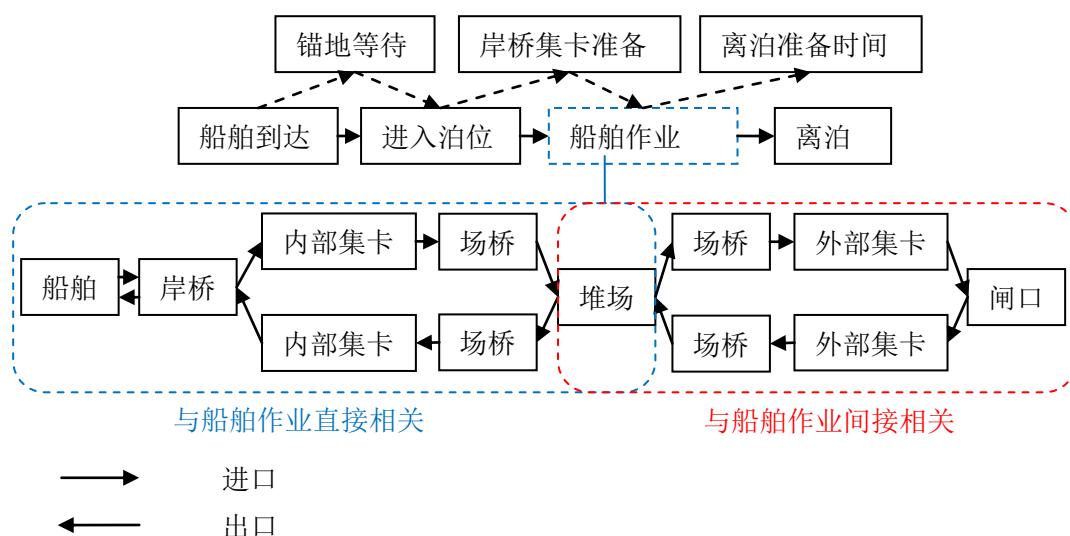 锚地等待 岸桥集卡准备 离泊准备时间
船舶到达 进入泊位 船舶作业 离泊
内部集卡 场桥 场桥 外部集卡
船舶 岸桥 堆场 闸口
内部集卡 场桥 场桥 外部集卡
与船舶作业直接相关 与船舶作业间接相关
进口
出口